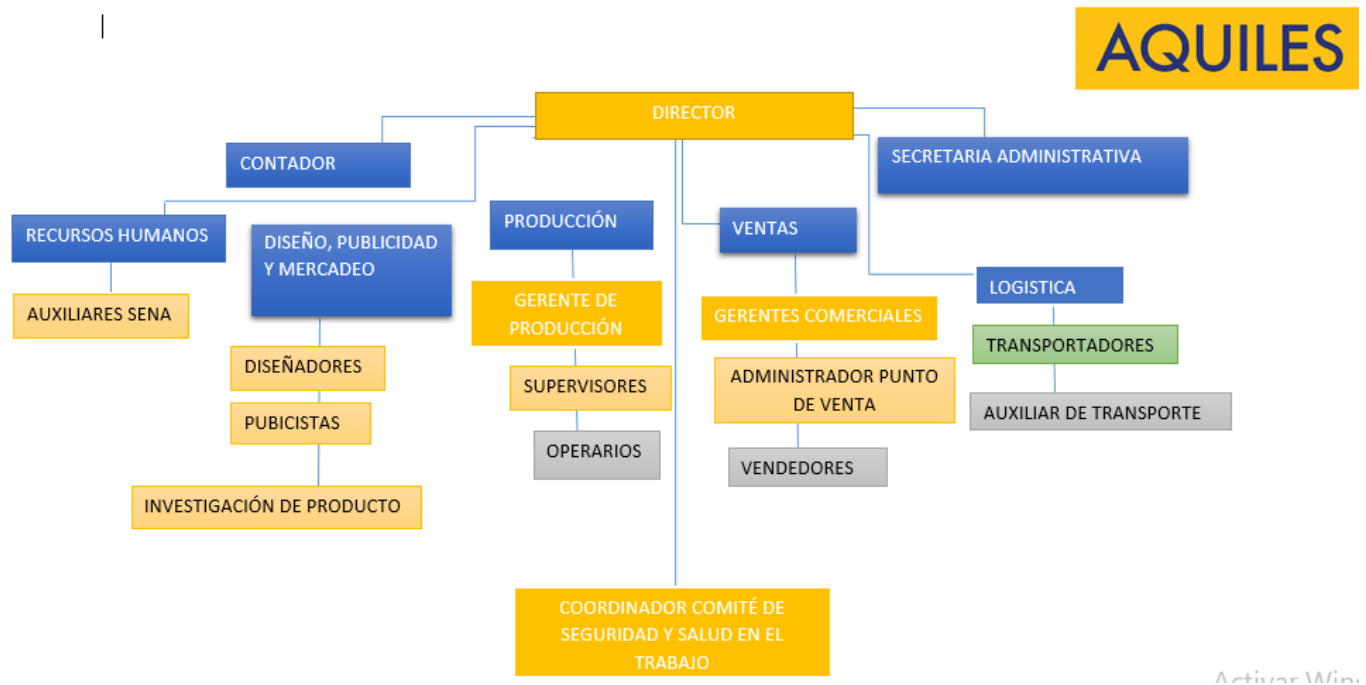 AQUILES
DIRECTOR
CONTADOR
SECRETARIA ADMINISTRATIVA
RECURSOS HUMANOS
DISEÑO, PUBLICIDAD
Y MERCADEO
PRODUCCIÓN
VENTAS
LOGISTICA
AUXILIARES SENA
GERENTE DE
PRODUCCIÓN
GERENTES COMERCIALES
TRANSPORTADORES
DISEÑADORES
SUPERVISORES
ADMINISTRADOR PUNTO
DE VENTA
AUXILIAR DE TRANSPORTE
PUBICISTAS
OPERARIOS
VENDEDORES
INVESTIGACIÓN DE PRODUCTO
COORDINADOR COMITÉ DE
SEGURIDAD Y SALUD EN EL
TRABAJO
Activar Wind